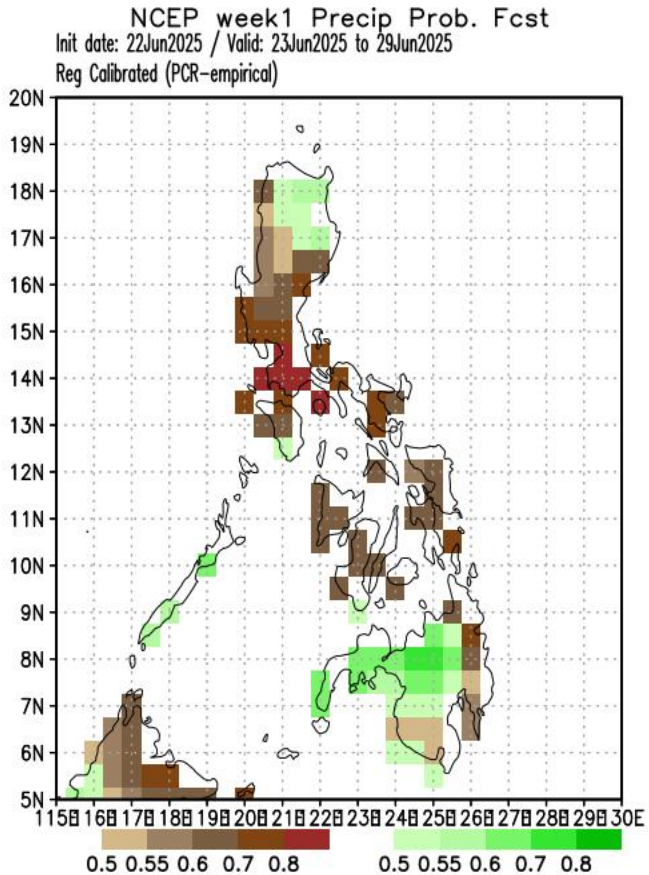 NCEP week1 Precip Prob. Fcst
Init date: 22Jun2025 / Valid: 23Jun2025 to 29Jun2025
Reg Calibrated (PCR-empirical)
20N
19N
18N
17N
16N
15N
14N
13N
12N
11N
10N
9N
8N
7N
6N
5N
115E 116E 117E 118E 119E 120E 121E 122E 123E 124E 125E 126E 127E 128E 129E 130E
0.5 0.55 0.6 0.7 0.8 0.5 0.55 0.6 0.7 0.8